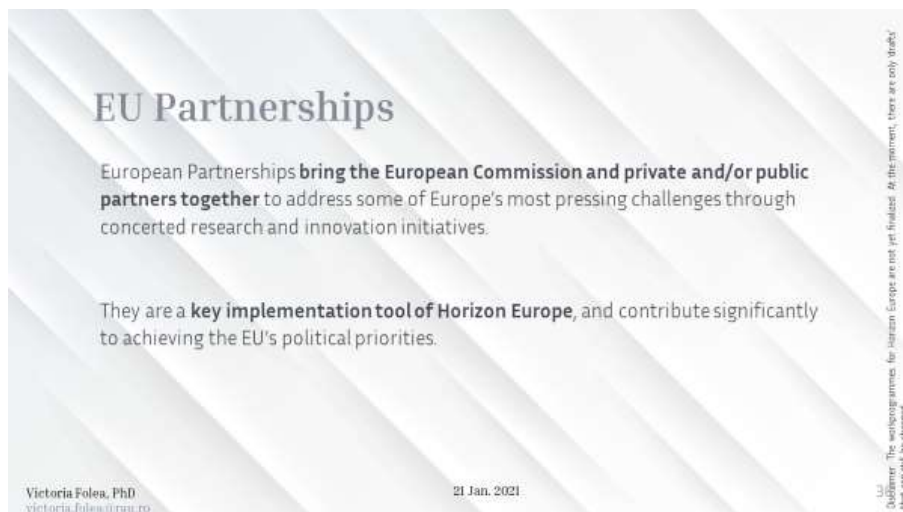 EU Partnerships
European Partnerships bring the European Commission and private and/or public
partners together to address some of Europe's most pressing challenges through
concerted research and innovation initiatives.
They are a key implementation tool of Horizon Europe, and contribute significantly
to achieving the EU's political priorities.
Victoria Folea, PhD
21 Jan. 2021
Disclaimer: The workprogrammes for Horizon Europe are not yet finalized. At the moment, there are only 'drafts'